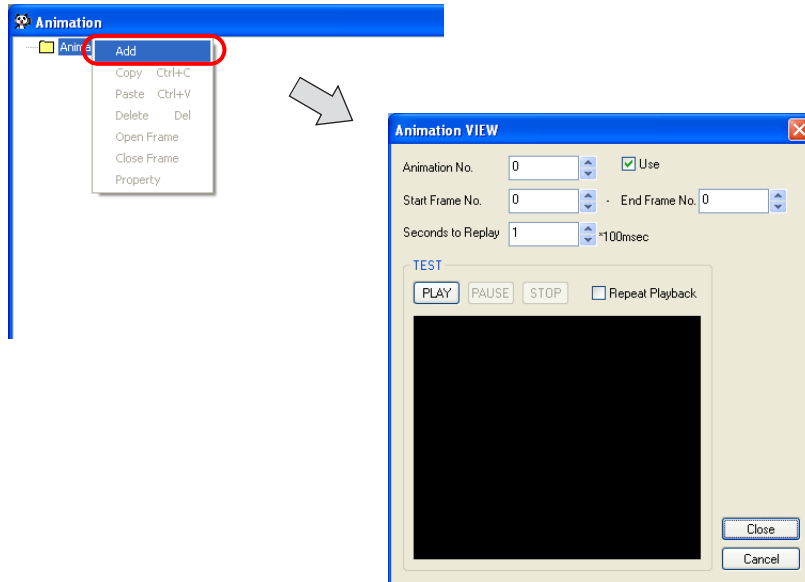 Animation
Add
Copy Ctrl+C
Paste Ctrl+V
Delete Del
Open Frame
Close Frame
Property
Animation VIEW
Animation No. 0 Use
Start Frame No. 0 - End Frame No. 0
Seconds to Replay 1 *100msec
TEST
PLAY PAUSE STOP Repeat Playback
Close
Cancel